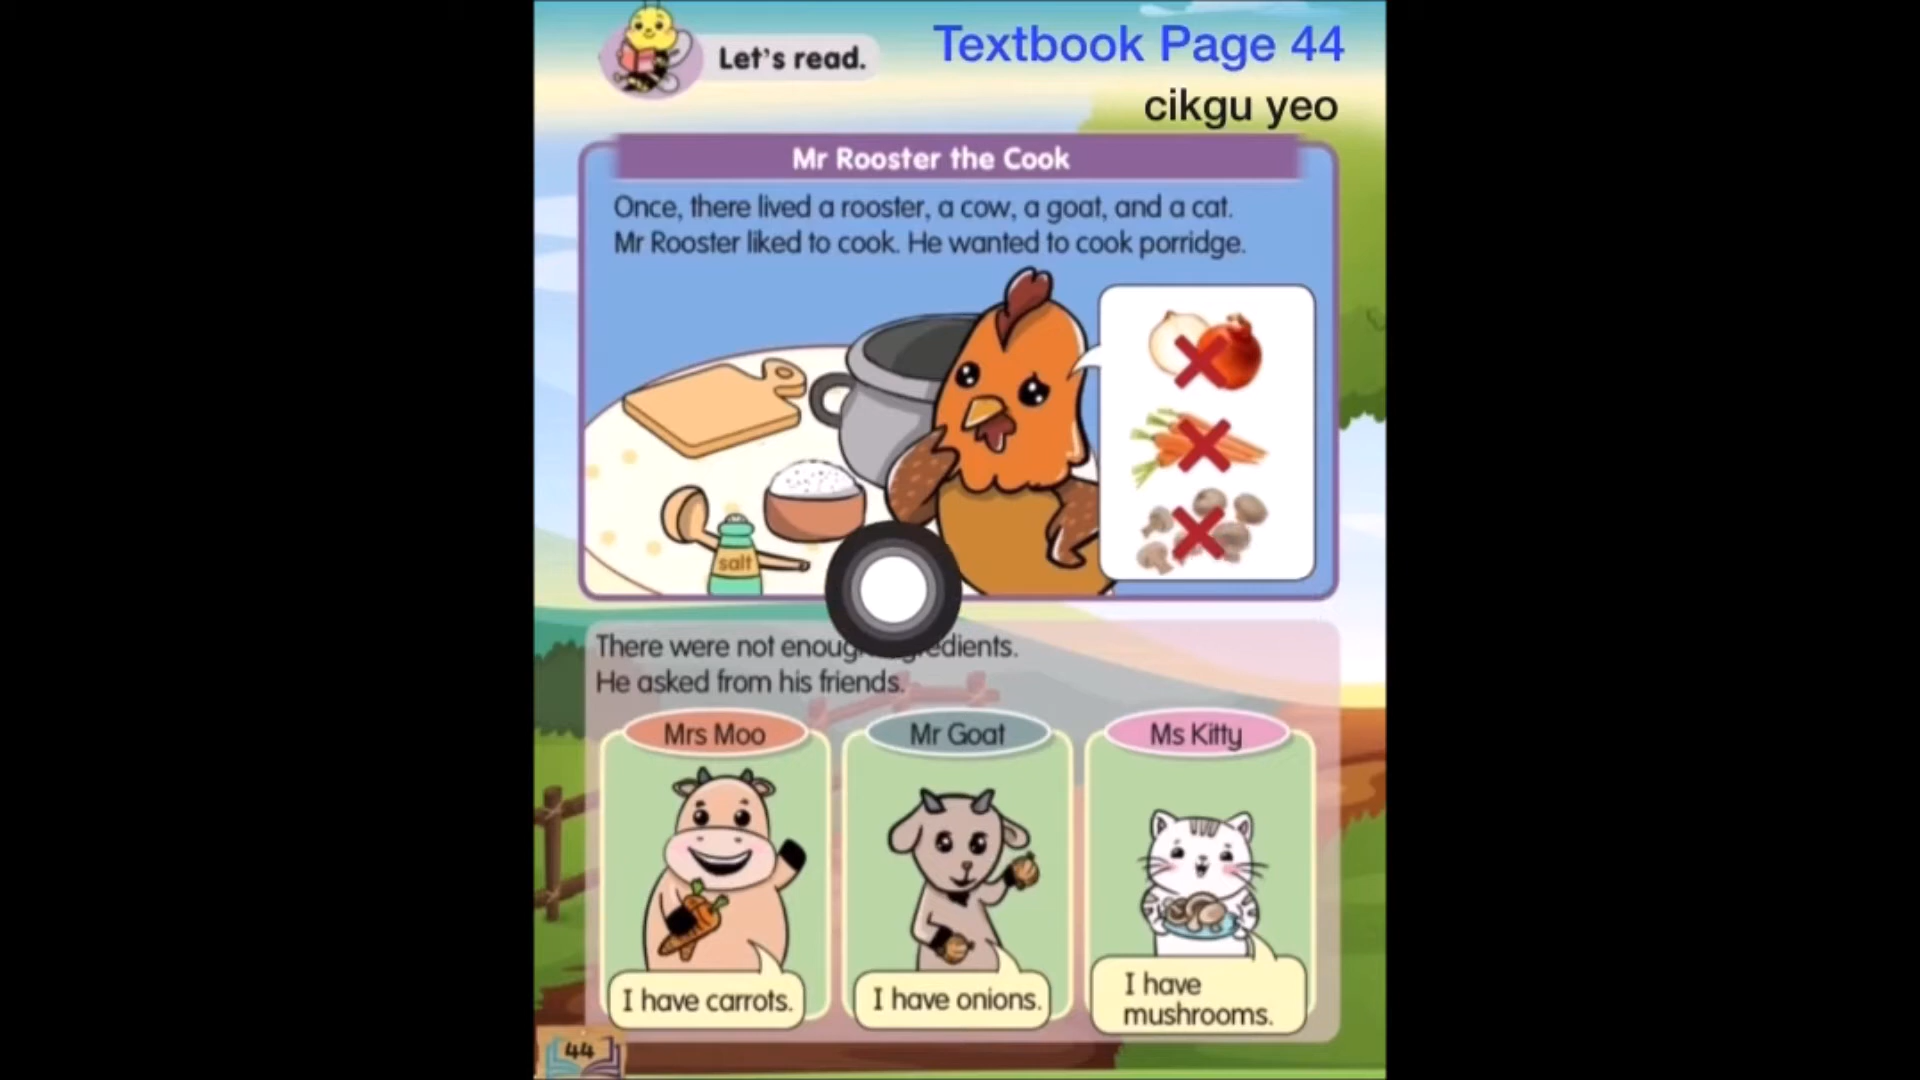 Let's read.
Textbook Page 44
cikgu yeo
Mr Rooster the Cook
Once, there lived a rooster, a cow, a goat, and a cat.
Mr Rooster liked to cook. He wanted to cook porridge.
salt
There were not
He asked from his friends.
Mrs Moo
Mr Goat
Ms Kitty
I have carrots.
I have onions.
I have
mushrooms.
44